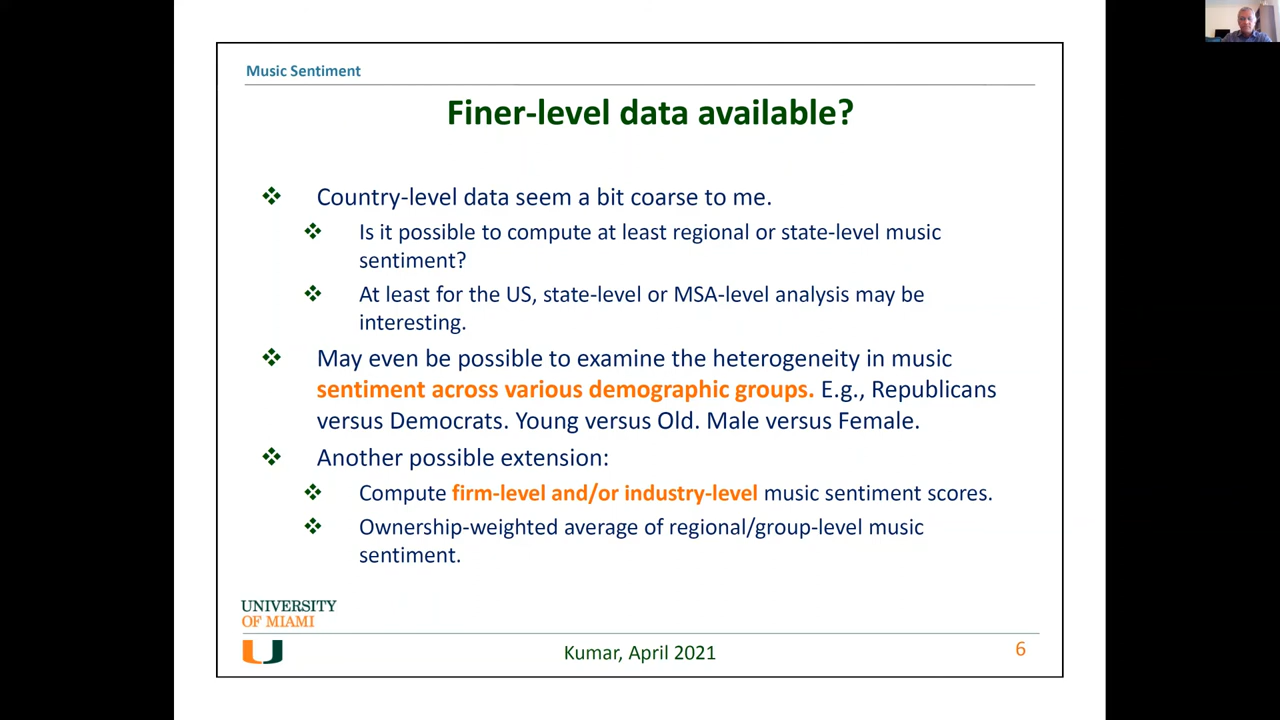 Music Sentiment
Finer-level data available?
Country-level data seem a bit coarse to me.
Is it possible to compute at least regional or state-level music
sentiment?
At least for the US, state-level or MSA-level analysis may be
interesting.
May even be possible to examine the heterogeneity in music
sentiment across various demographic groups. E.g., Republicans
versus Democrats. Young versus Old. Male versus Female.
Another possible extension:
Compute firm-level and/or industry-level music sentiment scores.
Ownership-weighted average of regional/group-level music
sentiment.
UNIVERSITY
OF MIAMI
Kumar, April 2021
6